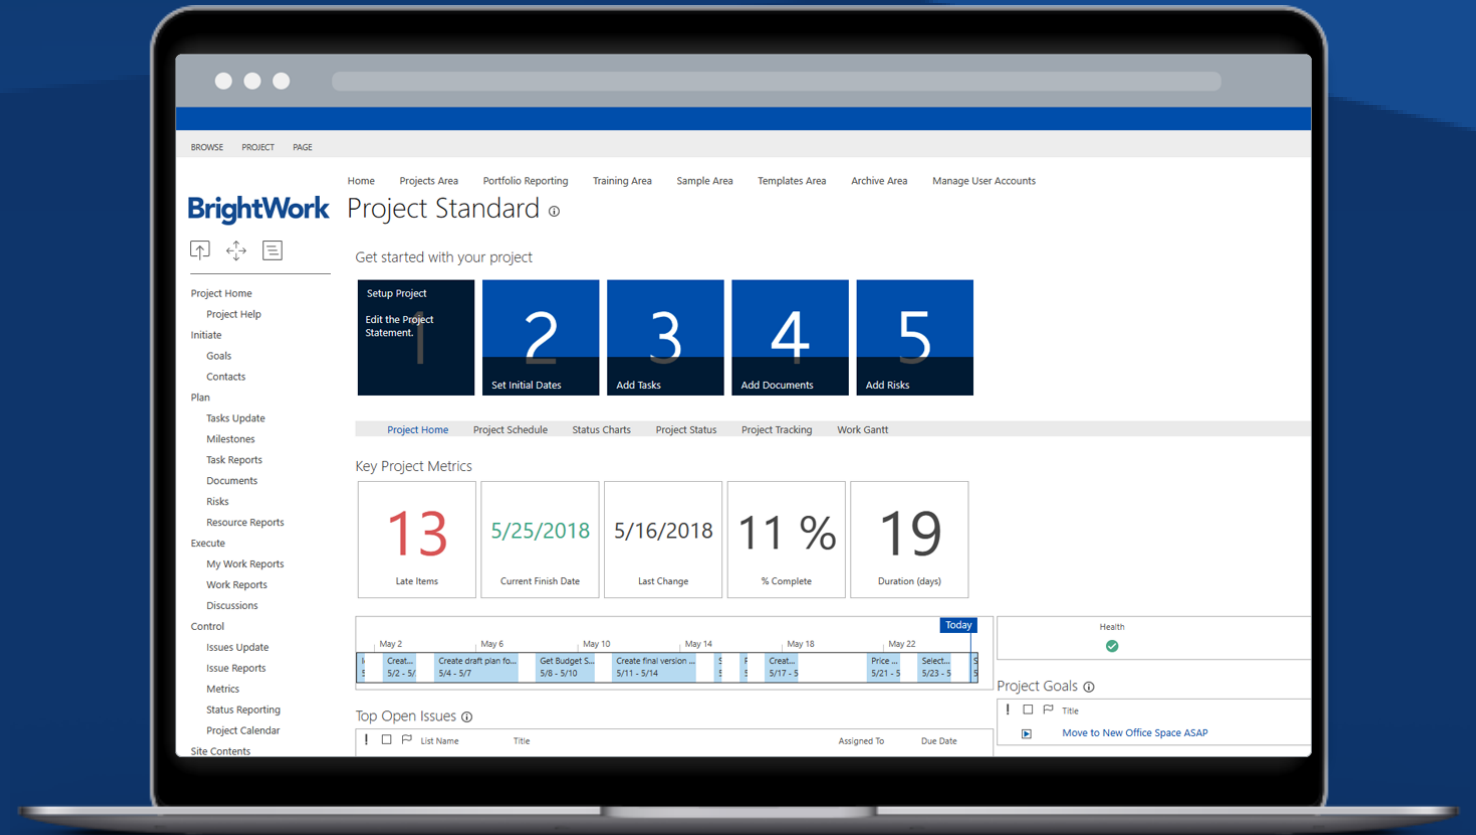 BROWSE PROJECT PAGE
Home Projects Area Portfolio Reporting Training Area Sample Area Templates Area Archive Area Manage User Accounts
BrightWork
Project Standard
Get started with your project
Project Home
Project Help
Initiate
Goals
Contacts
Plan
Tasks Update
Milestones
Task Reports
Documents
Risks
Resource Reports
Execute
My Work Reports
Work Reports
Discussions
Control
Issues Update
Issue Reports
Metrics
Status Reporting
Project Calendar
Site Contents
Setup Project
1
Edit the Project
Statement.
2
Set Initial Dates
3
Add Tasks
4
Add Documents
5
Add Risks
Project Home Project Schedule Status Charts Project Status Project Tracking Work Gantt
Key Project Metrics
13
Late Items
5/25/2018
Current Finish Date
5/16/2018
Last Change
11 %
% Complete
19
Duration (days)
Today
May 2 May 6 May 10 May 14 May 18 May 22
Creat... Create draft plan fo... Get Budget S... Create final version ... Creat... Price ... Select...
5/2 - 5/ 5/4 - 5/7 5/8 - 5/10 5/11 - 5/14 5/17 - 5 5/21 - 5 5/23 - 5
Health
Project Goals
! Title
Move to New Office Space ASAP
Top Open Issues
! List Name Title Assigned To Due Date